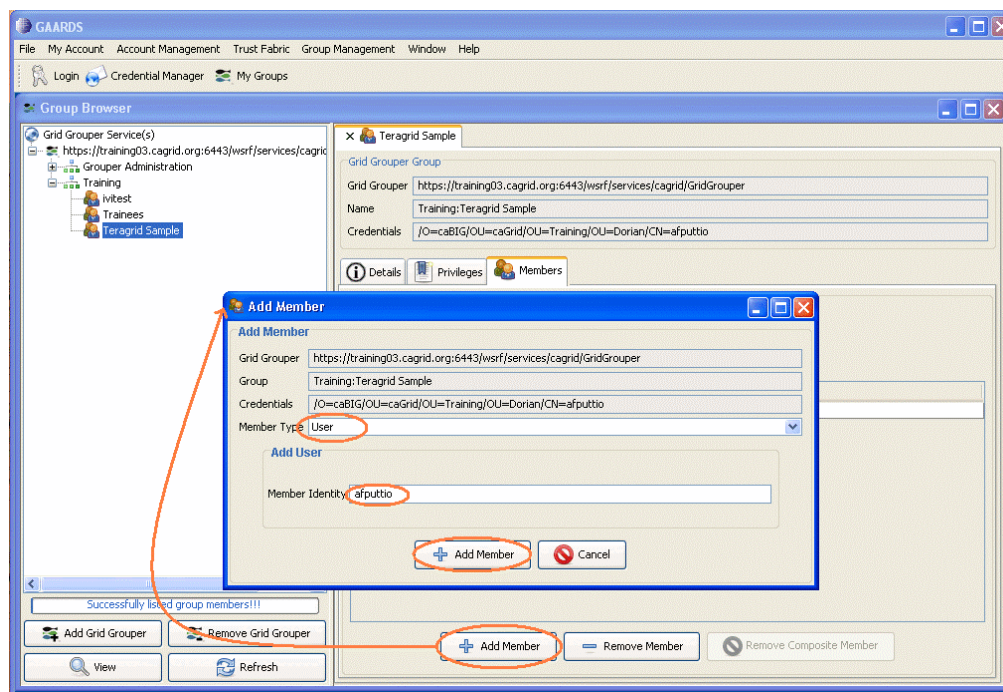 GAARDS
File My Account Account Management Trust Fabric Group Management Window Help
Login Credential Manager My Groups
Group Browser
Grid Grouper Service(s)
https://training03.cagrid.org:6443/wsrf/services/cagric
Grouper Administration
Training
ivitest
Trainees
Teragrid Sample
Teragrid Sample
Grid Grouper Group
Grid Grouper https://training03.cagrid.org:6443/wsrf/services/cagrid/GridGrouper
Name Training:Teragrid Sample
Credentials /O=caBIG/OU=caGrid/OU=Training/OU=Dorian/CN=afputtio
Details Privileges Members
Add Member
Add Member
Grid Grouper https://training03.cagrid.org:6443/wsrf/services/cagrid/GridGrouper
Group Training:Teragrid Sample
Credentials /O=caBIG/OU=caGrid/OU=Training/OU=Dorian/CN=afputtio
Member Type User
Add User
Member Identity afputtio
Add Member Cancel
Successfully listed group members!!!
Add Grid Grouper Remove Grid Grouper
View Refresh
Add Member Remove Member Remove Composite Member